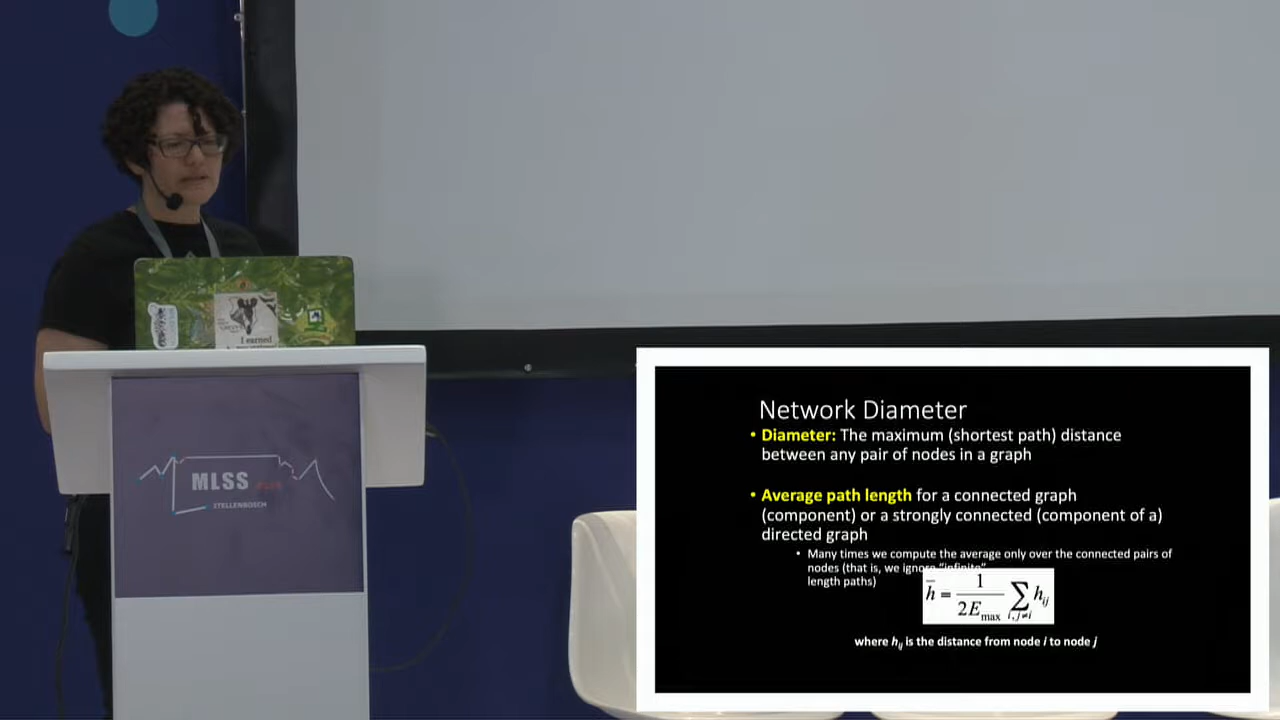 I earned
MLSS
STELLENBOSCH
Network Diameter
• Diameter: The maximum (shortest path) distance
between any pair of nodes in a graph
• Average path length for a connected graph
(component) or a strongly connected (component of a)
directed graph
• Many times we compute the average only over the connected pairs of
nodes (that is, we ignore "infinite"
length paths)
h̅ = 1/(2E_max) ∑_{i,j≠i} h_ij
where h_ij is the distance from node i to node j